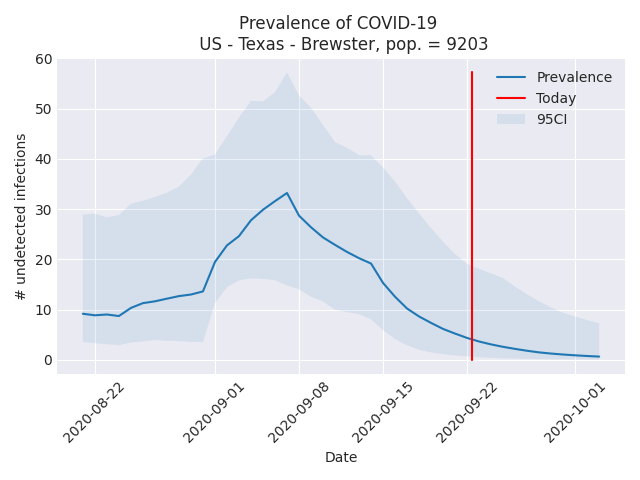 Prevalence of COVID-19
US - Texas - Brewster, pop. = 9203
# undetected infections
60
50
40
30
20
10
0
Prevalence
Today
95CI
2020-08-22
2020-09-01
2020-09-08
2020-09-15
2020-09-22
2020-10-01
Date